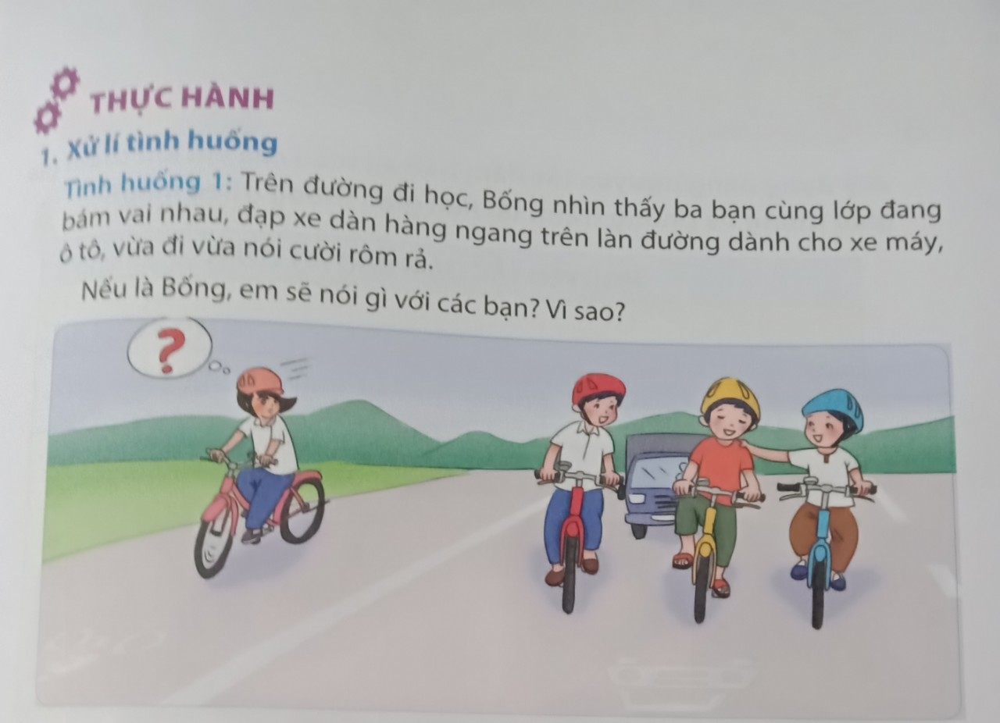 THỰC HÀNH
1. Xử lí tình huống
Tình huống 1: Trên đường đi học, Bống nhìn thấy ba bạn cùng lớp đang
bám vai nhau, đạp xe dàn hàng ngang trên làn đường dành cho xe máy,
ô tô, vừa đi vừa nói cười rôm rả.
Nếu là Bống, em sẽ nói gì với các bạn? Vì sao?
?